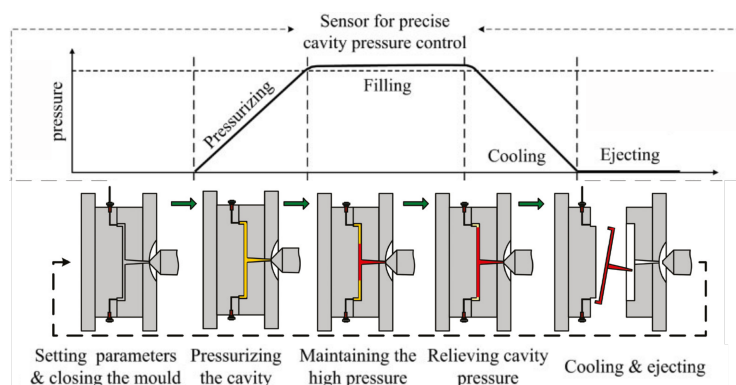 Sensor for precise
cavity pressure control
pressure
Pressurizing
Filling
Cooling
Ejecting
Setting parameters
& closing the mould
Pressurizing
the cavity
Maintaining the
high pressure
Relieving cavity
pressure
Cooling & ejecting